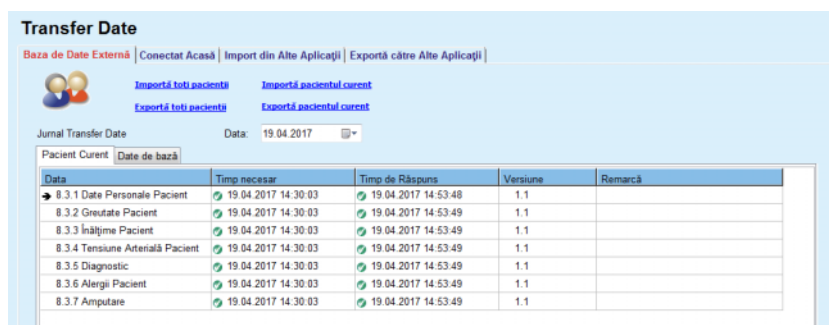 Transfer Date
Baza de Date Externă Conectat Acasă Import din Alte Aplicaţii Exportă către Alte Aplicaţii
Importă toti pacientii Importă pacientul curent
Exportă toti pacientii Exportă pacientul curent
Jurnal Transfer Date Data: 19.04.2017
Pacient Curent Date de bază
Data Timp necesar Timp de Răspuns Versiune Remarcă
8.3.1 Date Personale Pacient 19.04.2017 14:30:03 19.04.2017 14:53:48 1.1
8.3.2 Greutate Pacient 19.04.2017 14:30:03 19.04.2017 14:53:49 1.1
8.3.3 Înălţime Pacient 19.04.2017 14:30:03 19.04.2017 14:53:49 1.1
8.3.4 Tensiune Arterială Pacient 19.04.2017 14:30:03 19.04.2017 14:53:49 1.1
8.3.5 Diagnostic 19.04.2017 14:30:03 19.04.2017 14:53:49 1.1
8.3.6 Alergii Pacient 19.04.2017 14:30:03 19.04.2017 14:53:49 1.1
8.3.7 Amputare 19.04.2017 14:30:03 19.04.2017 14:53:49 1.1